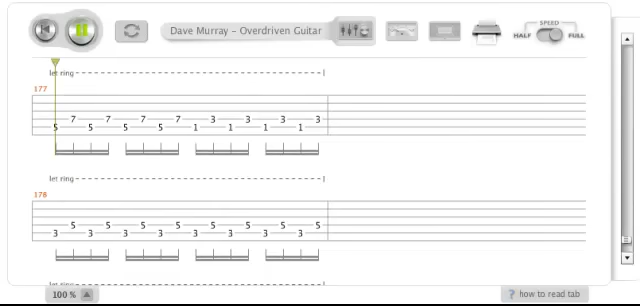 Dave Murray - Overdriven Guitar
SPEED
HALF FULL
let ring
177
7 7 7 7 3 3 3 3
5 5 5 5 1 1 1 1
let ring
178
5 5 5 5 5 5 5 5
3 3 3 3 3 3 3 3
let ring
100 %
? how to read tab